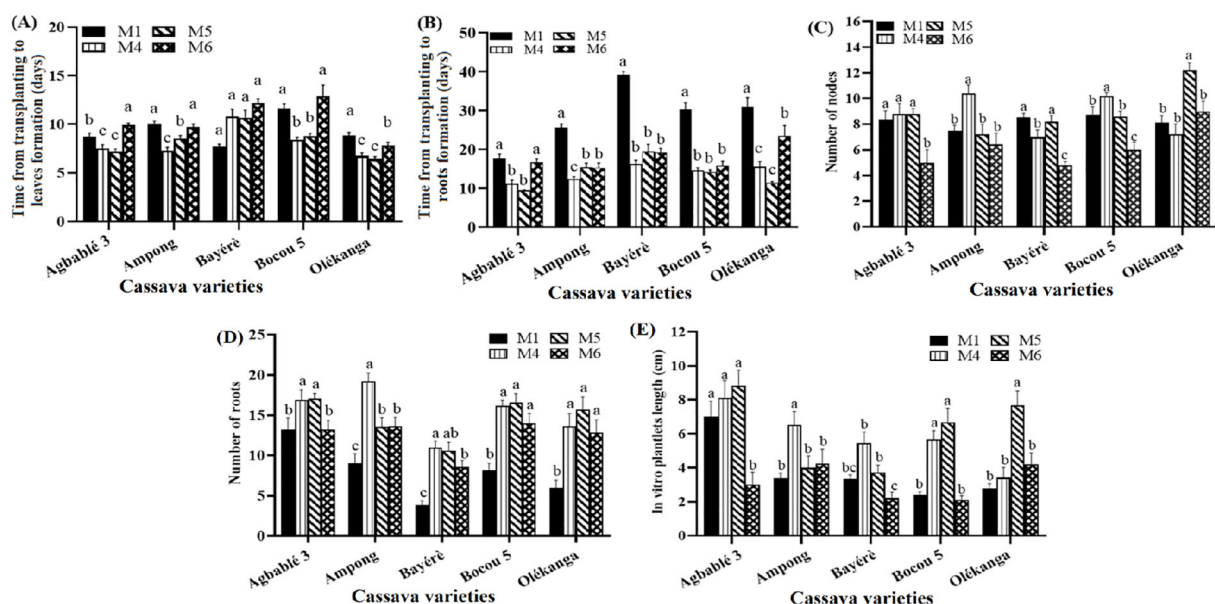 (A)
Time from transplanting to
leaves formation (days)
20
15
10
5
0
M1 M5
M4 M6
b c c a
a c b a
a a a a
a c c a
a c c b
Agbablé 3 Ampong Bayérè Bocou 5 Olékanga
Cassava varieties
(B)
Time from transplanting to
roots formation (days)
50
40
30
20
10
0
M1 M5
M4 M6
a b b a
a c b b
a b b b
a b b b
a c c b
Agbablé 3 Ampong Bayérè Bocou 5 Olékanga
Cassava varieties
(C)
Number of nodes
16
14
12
10
8
6
4
2
0
M1 M5
M4 M6
a a a b
b a b b
a b a c
b a b c
b b a b
Agbablé 3 Ampong Bayérè Bocou 5 Olékanga
Cassava varieties
(D)
Number of roots
25
20
15
10
5
0
M1 M5
M4 M6
b a a b
c a b b
c a ab b
b a a a
b a a a
Agbablé 3 Ampong Bayérè Bocou 5 Olékanga
Cassava varieties
(E)
In vitro plantlets length (cm)
12
10
8
6
4
2
0
M1 M5
M4 M6
a a a b
b a b b
bc b b c
b a a b
b b a b
Agbablé 3 Ampong Bayérè Bocou 5 Olékanga
Cassava varieties